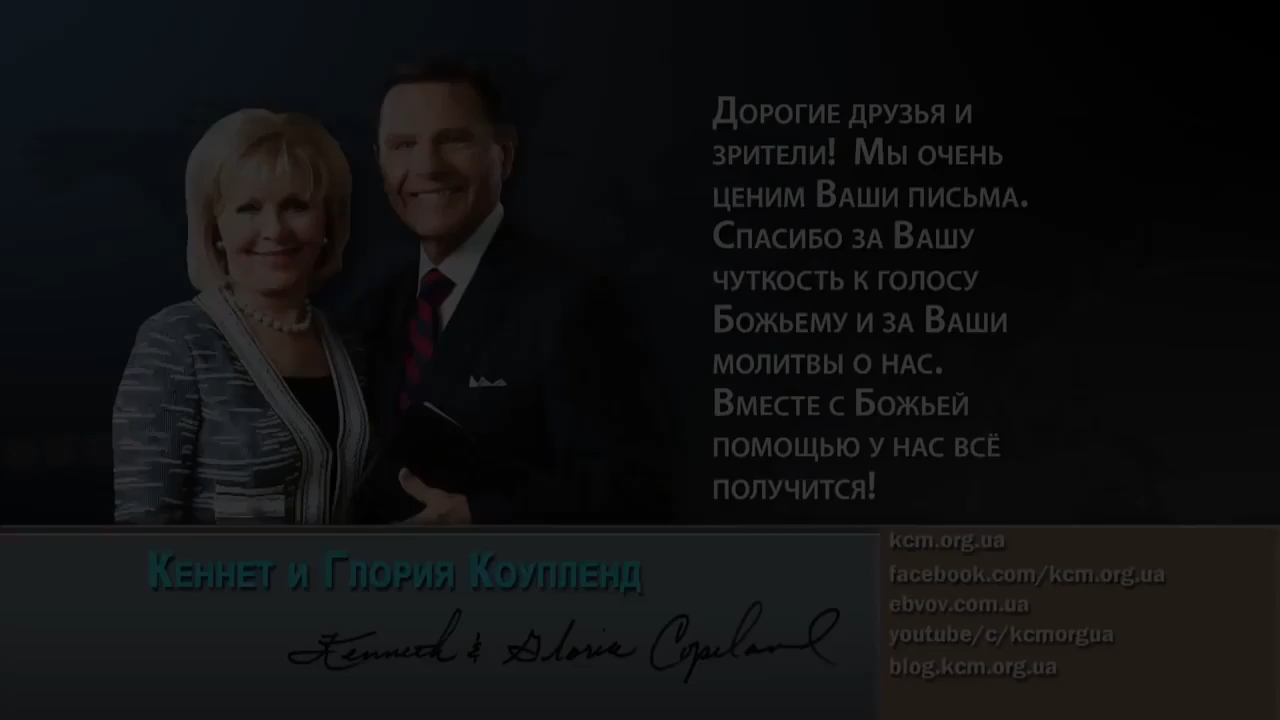 Дорогие друзья и
зрители! Мы очень
ценим Ваши письма.
Спасибо за Вашу
чуткость к голосу
Божьему и за Ваши
молитвы о нас.
Вместе с Божьей
помощью у нас всё
получится!
Кеннет и Глория Коупленд
Kenneth & Gloria Copeland
kcm.org.ua
facebook.com/kcm.org.ua
ebvov.com.ua
youtube/c/kcmorgua
blog.kcm.org.ua